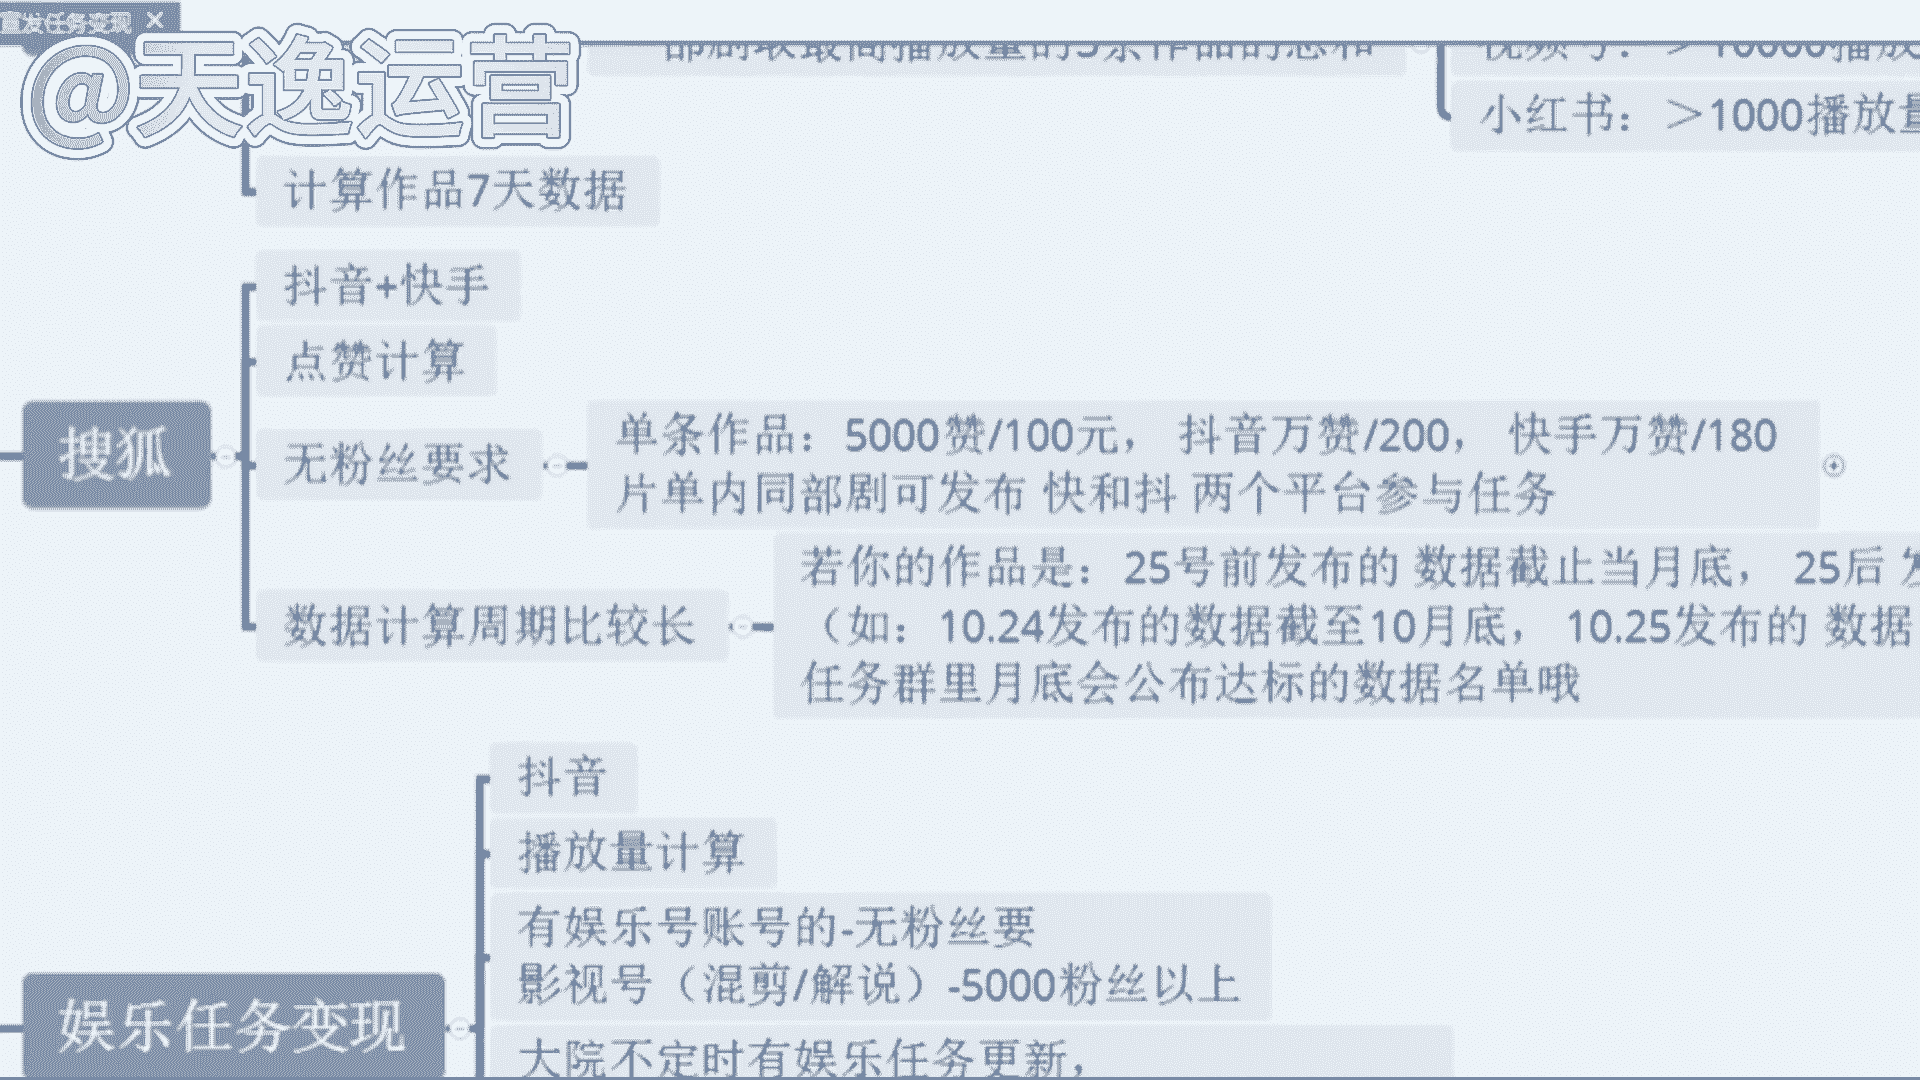 宣发任务变现 ×
@天逸运营
部剧取最高播放量的5条作品的总和
视频号：＞10000播放
小红书：＞1000播放量
计算作品7天数据
搜狐
抖音+快手
点赞计算
无粉丝要求
单条作品：5000赞/100元， 抖音万赞/200， 快手万赞/180
片单内同部剧可发布 快和抖 两个平台参与任务
数据计算周期比较长
若你的作品是：25号前发布的 数据截止当月底， 25后 发
（如：10.24发布的数据截至10月底， 10.25发布的 数据
任务群里月底会公布达标的数据名单哦
娱乐任务变现
抖音
播放量计算
有娱乐号账号的-无粉丝要
影视号（混剪/解说）-5000粉丝以上
大院不定时有娱乐任务更新，